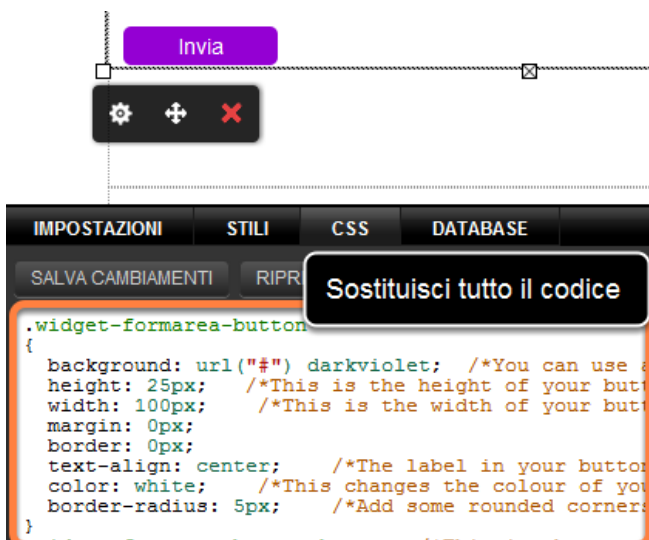 Invia
IMPOSTAZIONI STILI CSS DATABASE
SALVA CAMBIAMENTI RIPR
Sostituisci tutto il codice
.widget-formarea-button
{
background: url("#") darkviolet; /*You can use a
height: 25px; /*This is the height of your butt
width: 100px; /*This is the width of your butt
margin: 0px;
border: 0px;
text-align: center; /*The label in your button
color: white; /*This changes the colour of you
border-radius: 5px; /*Add some rounded corners
}